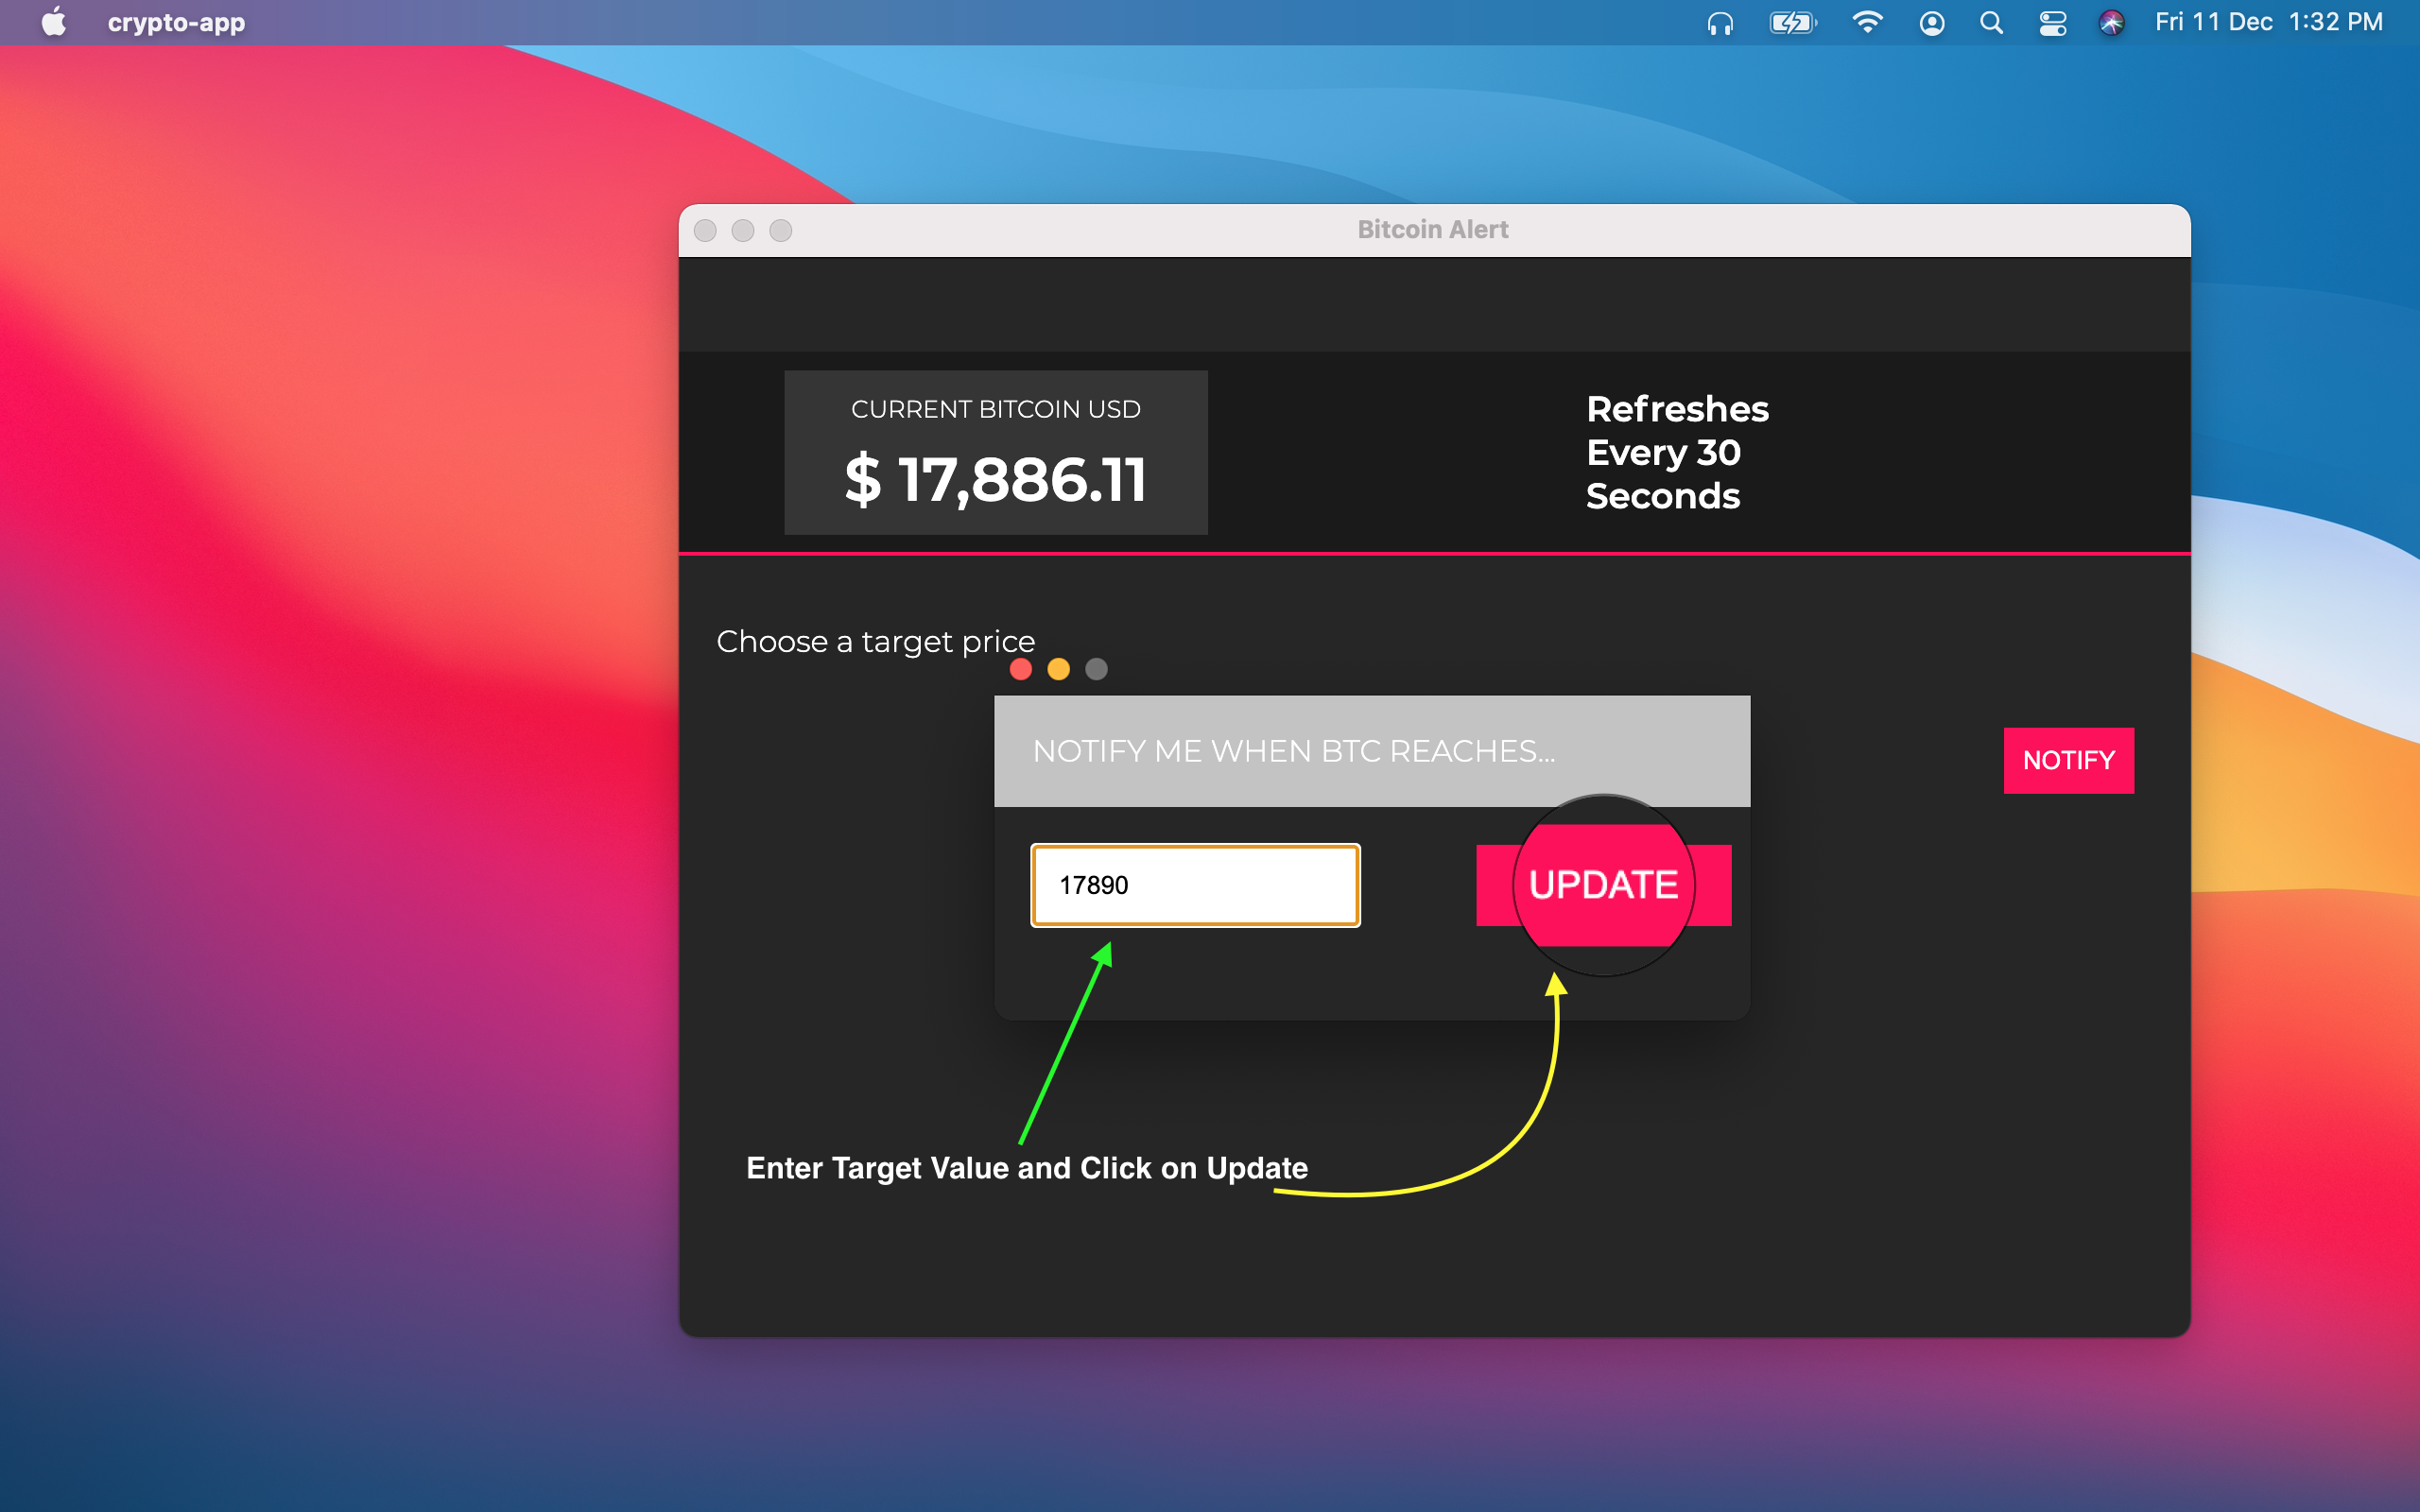 crypto-app
Fri 11 Dec 1:32 PM
Bitcoin Alert
CURRENT BITCOIN USD
$ 17,886.11
Refreshes
Every 30
Seconds
Choose a target price
NOTIFY ME WHEN BTC REACHES...
NOTIFY
17890
UPDATE
Enter Target Value and Click on Update